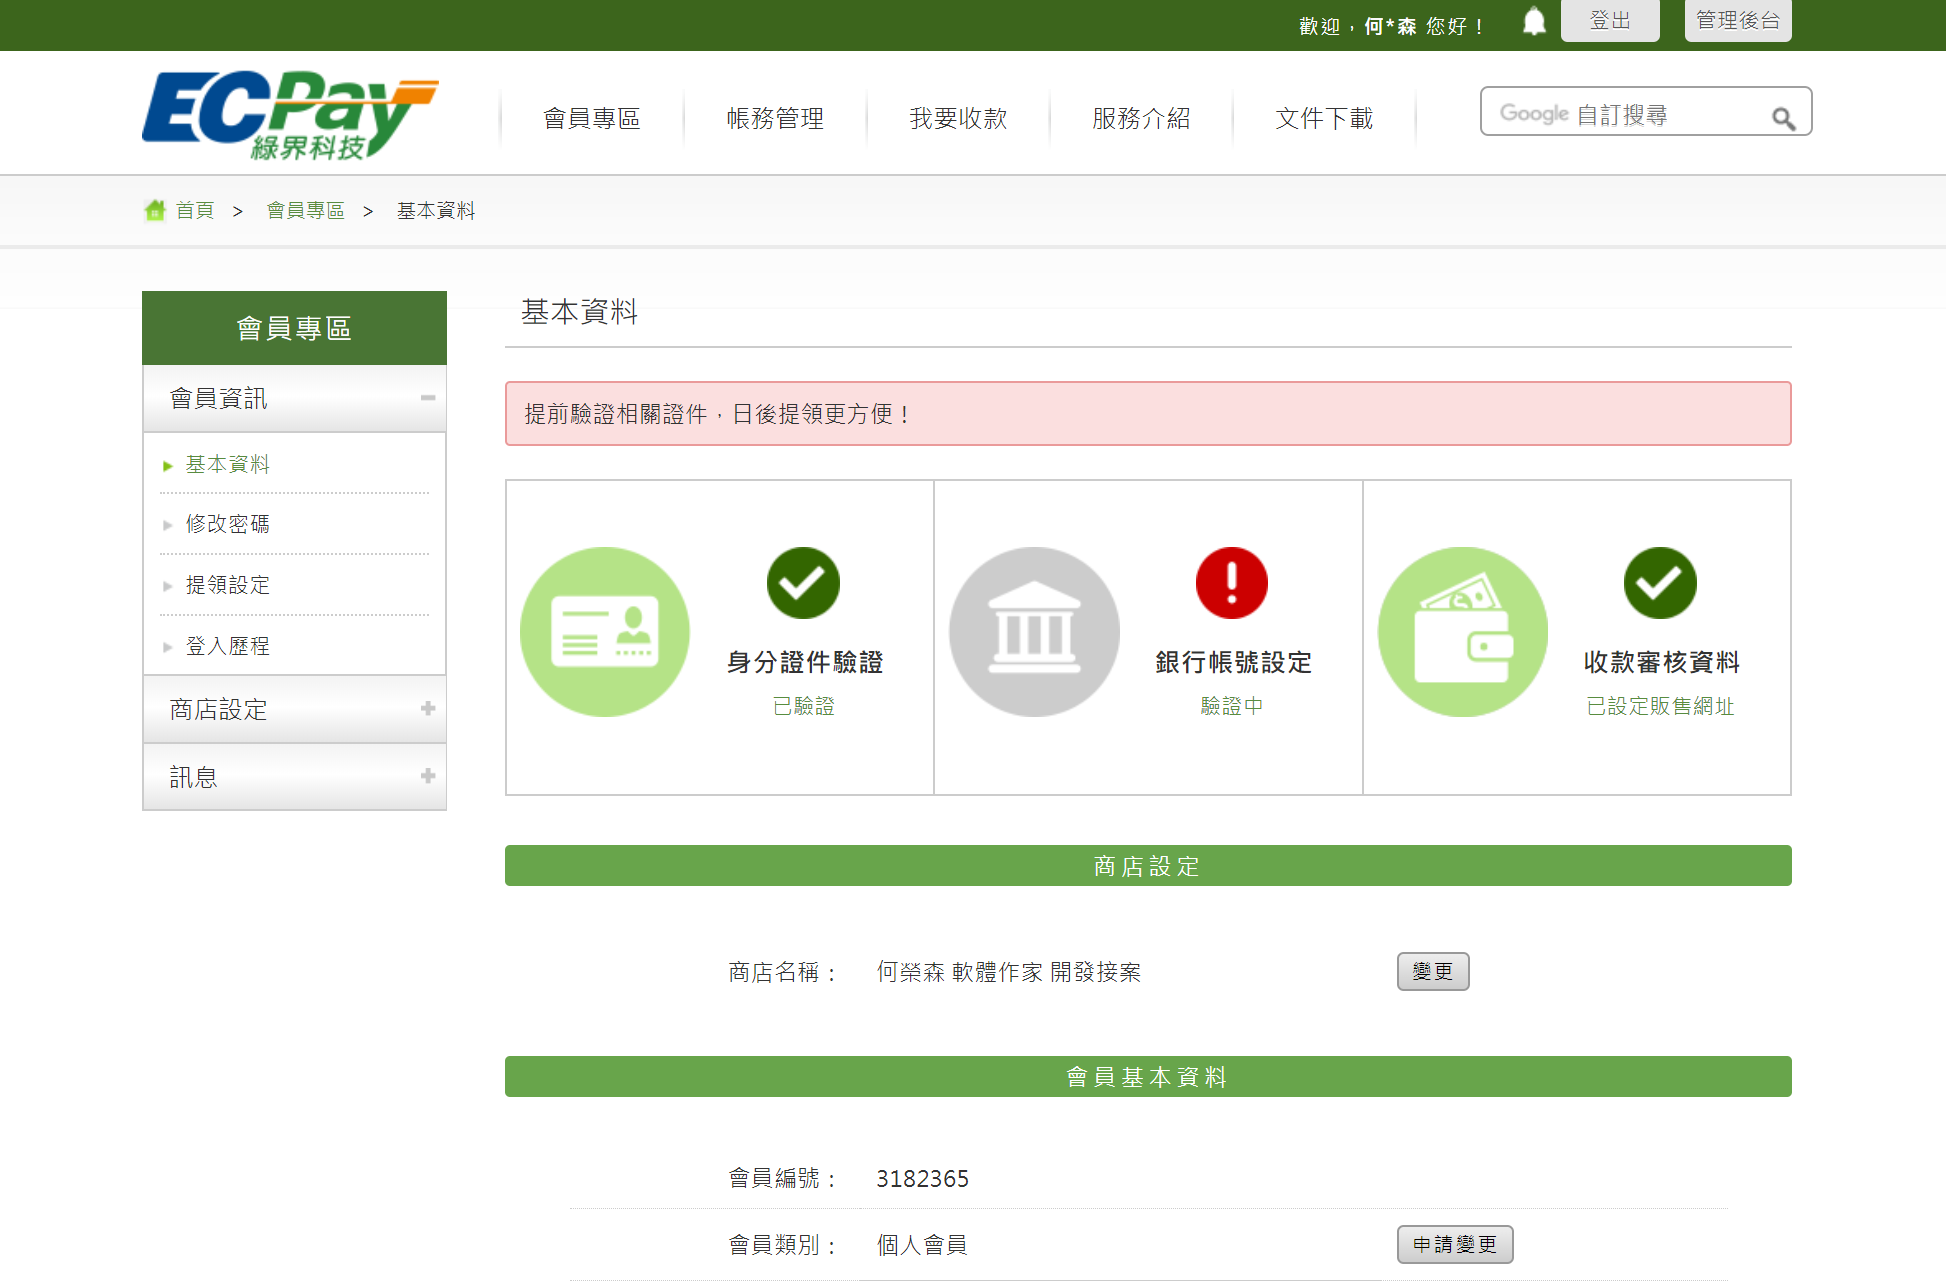 歡迎，何*森 您好！
登出
管理後台
ECPay
綠界科技
會員專區
帳務管理
我要收款
服務介紹
文件下載
Google 自訂搜尋
首頁 > 會員專區 > 基本資料
會員專區
會員資訊
基本資料
修改密碼
提領設定
登入歷程
商店設定
訊息
基本資料
提前驗證相關證件，日後提領更方便！
身分證件驗證
已驗證
銀行帳號設定
驗證中
收款審核資料
已設定販售網址
商店設定
商店名稱： 何榮森 軟體作家 開發接案 變更
會員基本資料
會員編號： 3182365
會員類別： 個人會員 申請變更